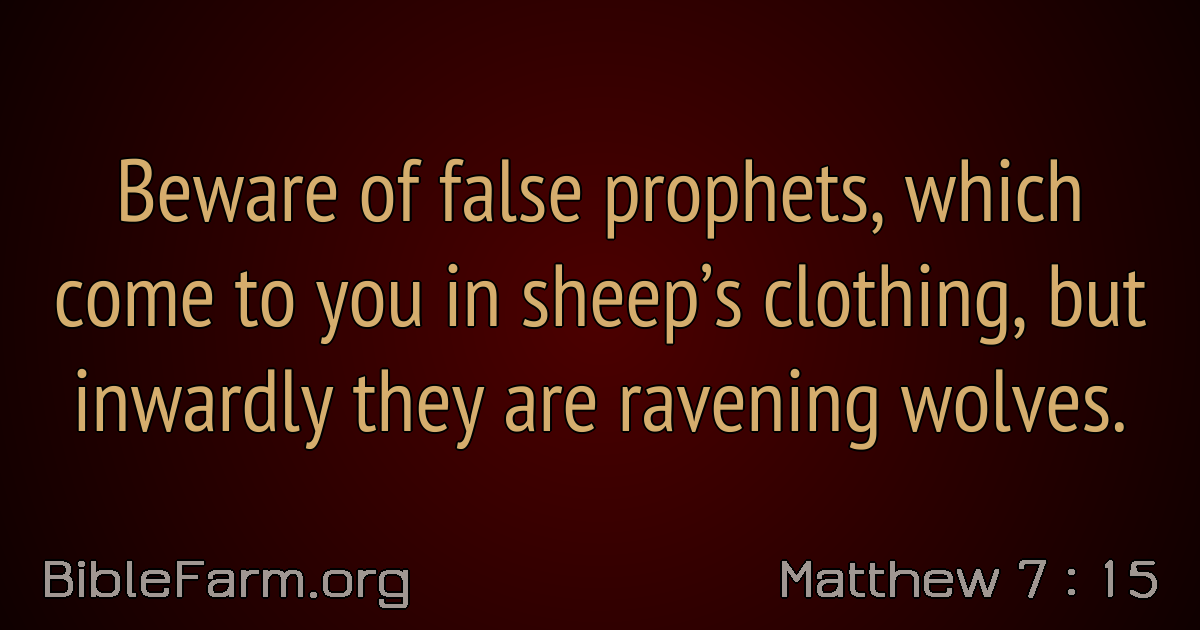 Beware of false prophets, which
come to you in sheep’s clothing, but
inwardly they are ravening wolves.
BibleFarm.org
Matthew 7 : 15